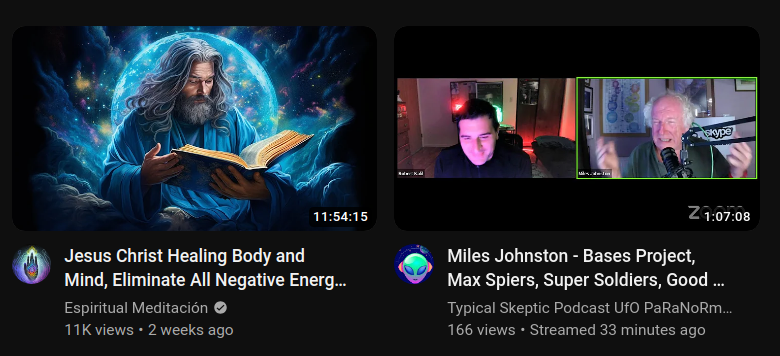 11:54:15
Jesus Christ Healing Body and
Mind, Eliminate All Negative Energ...
Espiritual Meditación
11K views • 2 weeks ago
skype
Miles Johnston
1:07:08
Miles Johnston - Bases Project,
Max Spiers, Super Soldiers, Good ...
Typical Skeptic Podcast UfO PaRaNoRm...
166 views • Streamed 33 minutes ago